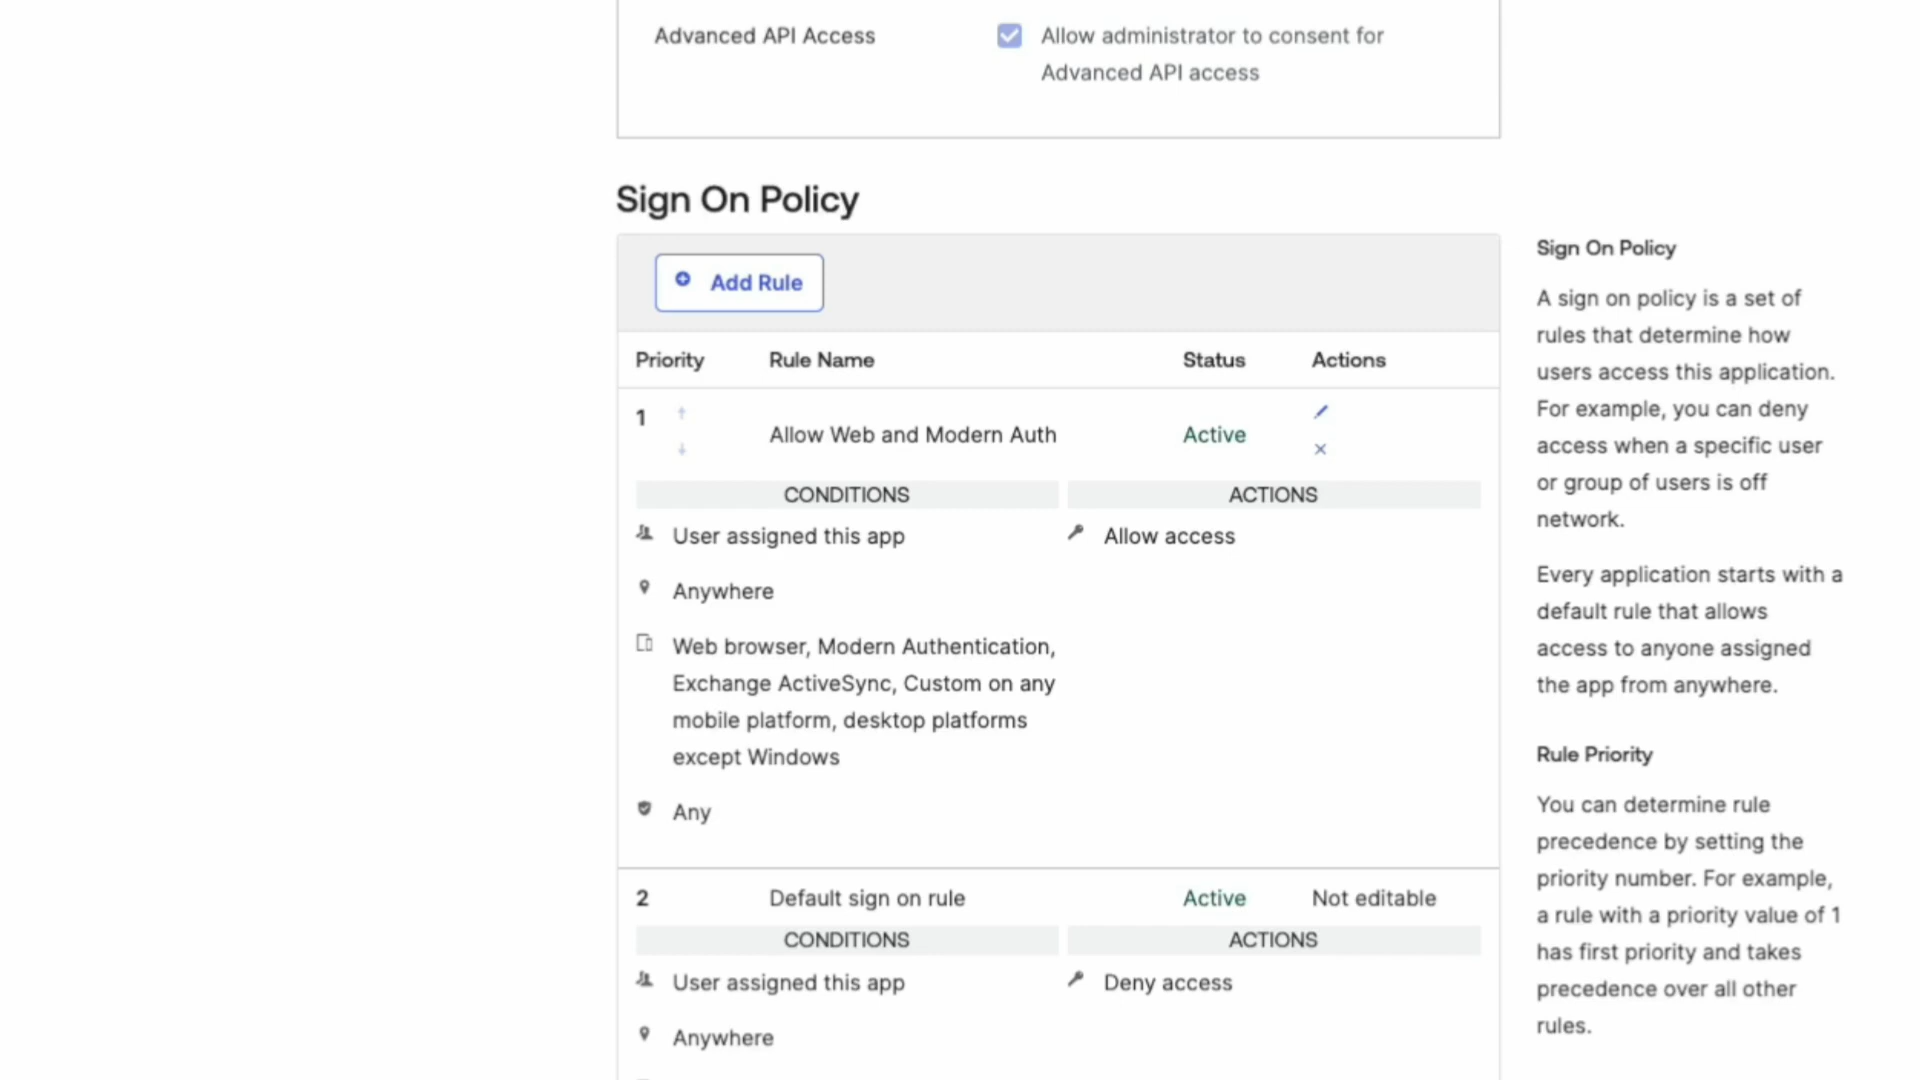 Advanced API Access
Allow administrator to consent for
Advanced API access
Sign On Policy
Add Rule
Priority Rule Name Status Actions
1 Allow Web and Modern Auth Active
CONDITIONS ACTIONS
User assigned this app Allow access
Anywhere
Web browser, Modern Authentication,
Exchange ActiveSync, Custom on any
mobile platform, desktop platforms
except Windows
Any
2 Default sign on rule Active Not editable
CONDITIONS ACTIONS
User assigned this app Deny access
Anywhere
Sign On Policy
A sign on policy is a set of
rules that determine how
users access this application.
For example, you can deny
access when a specific user
or group of users is off
network.
Every application starts with a
default rule that allows
access to anyone assigned
the app from anywhere.
Rule Priority
You can determine rule
precedence by setting the
priority number. For example,
a rule with a priority value of 1
has first priority and takes
precedence over all other
rules.